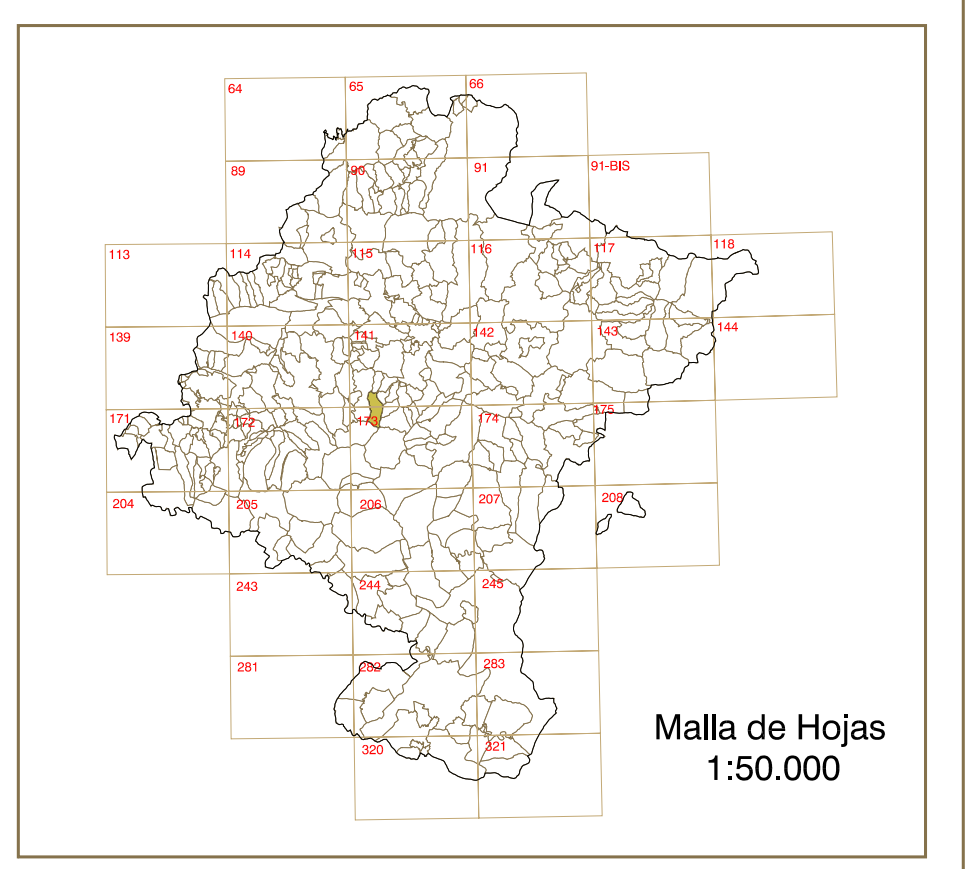 64 65 66
89 90 91 91-BIS
113 114 115 116 117 118
139 140 141 142 143 144
171 172 173 174 175
204 205 206 207 208
243 244 245
281 282 283
320 321
Malla de Hojas
1:50.000